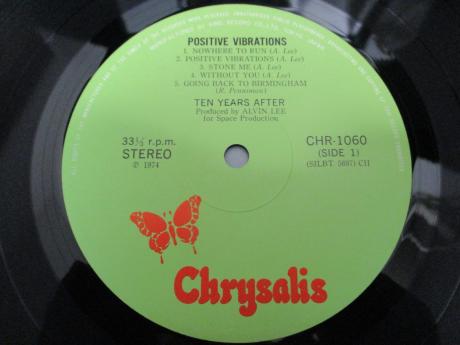 POSITIVE VIBRATIONS
1. NOWHERE TO RUN (A. Lee)
2. POSITIVE VIBRATIONS (A. Lee)
3. STONE ME (A. Lee)
4. WITHOUT YOU (A. Lee)
5. GOING BACK TO BIRMINGHAM
(R. Penniman)
TEN YEARS AFTER
Produced by ALVIN LEE
for Space Production
33⅓ r.p.m.
STEREO
℗ 1974
CHR-1060
(SIDE 1)
(SILBT. 5697) CH
Chrysalis